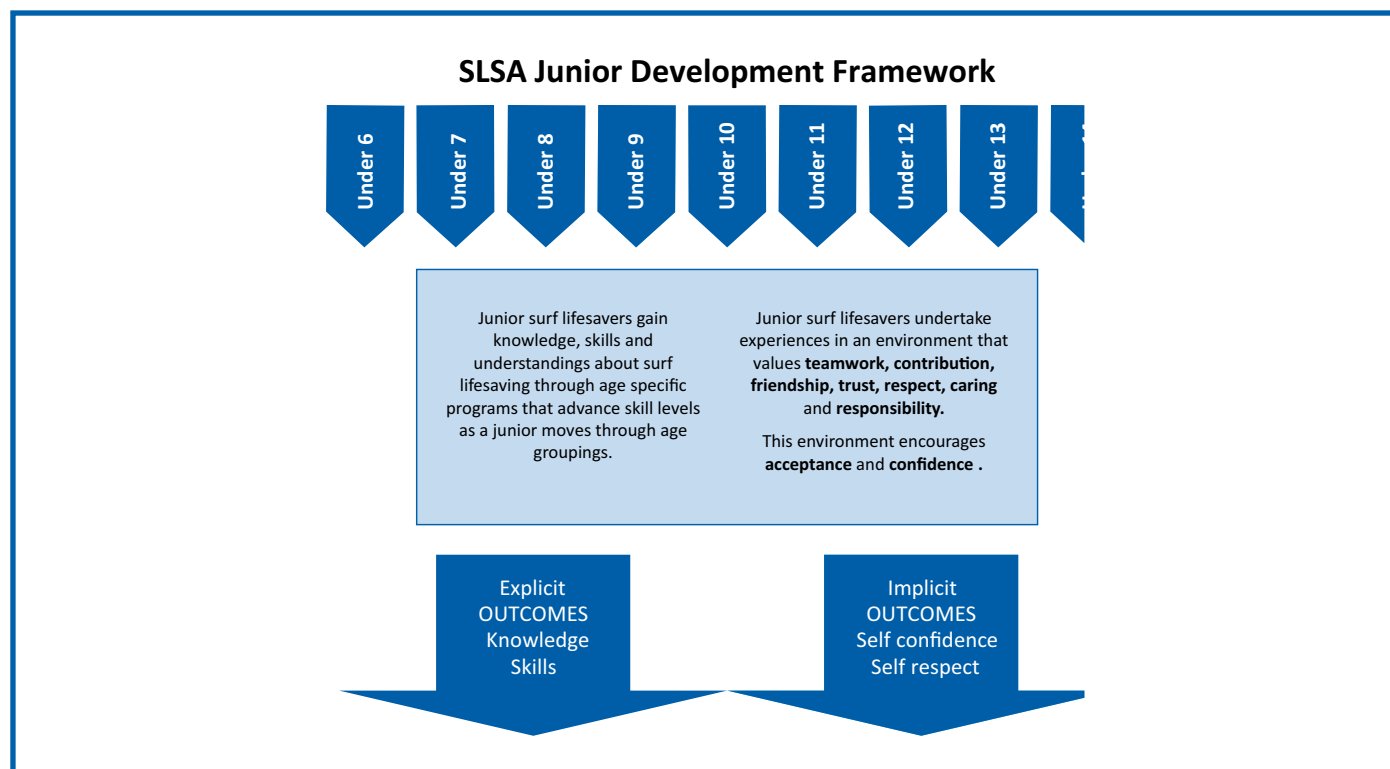 SLSA Junior Development Framework
Under 6
Under 7
Under 8
Under 9
Under 10
Under 11
Under 12
Under 13
Junior surf lifesavers gain
knowledge, skills and
understandings about surf
lifesaving through age specific
programs that advance skill levels
as a junior moves through age
groupings.
Junior surf lifesavers undertake
experiences in an environment that
values teamwork, contribution,
friendship, trust, respect, caring
and responsibility.
This environment encourages
acceptance and confidence .
Explicit
OUTCOMES
Knowledge
Skills
Implicit
OUTCOMES
Self confidence
Self respect